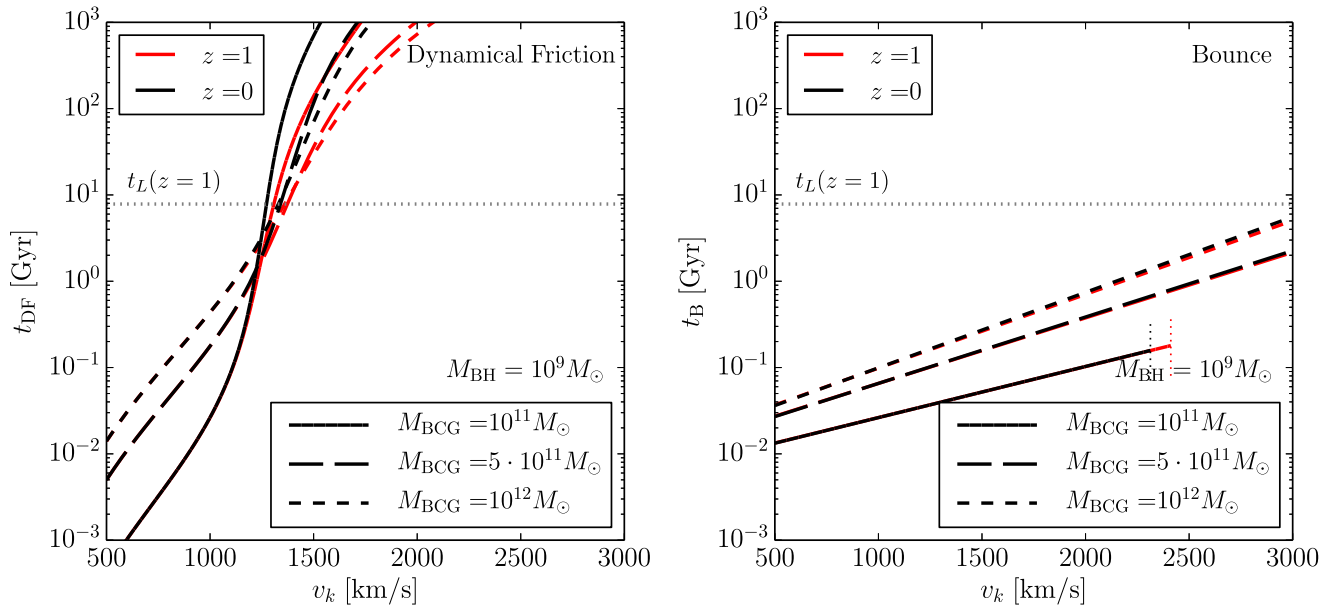 z = 1
z = 0
Dynamical Friction
t_L(z = 1)
M_BH = 10^9 M_⊙
M_BCG = 10^11 M_⊙
M_BCG = 5 · 10^11 M_⊙
M_BCG = 10^12 M_⊙
10^3
10^2
10^1
10^0
10^-1
10^-2
10^-3
t_DF [Gyr]
500 1000 1500 2000 2500 3000
v_k [km/s]
z = 1
z = 0
Bounce
t_L(z = 1)
M_BH = 10^9 M_⊙
M_BCG = 10^11 M_⊙
M_BCG = 5 · 10^11 M_⊙
M_BCG = 10^12 M_⊙
10^3
10^2
10^1
10^0
10^-1
10^-2
10^-3
t_B [Gyr]
500 1000 1500 2000 2500 3000
v_k [km/s]